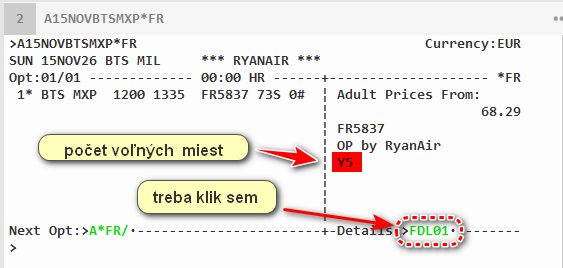 2 A15NOVBTSMXP*FR
>A15NOVBTSMXP*FR Currency:EUR
SUN 15NOV26 BTS MIL *** RYANAIR ***
Opt:01/01 ------------- 00:00 HR ------+-------------------- *FR
1* BTS MXP 1200 1335 FR5837 73S 0# ¦ Adult Prices From:
68.29
FR5837
OP by RyanAir
počet voľných miest
Y5
treba klik sem
Next Opt:>A*FR/· ----------------------+ Details >FDL01· --------
>